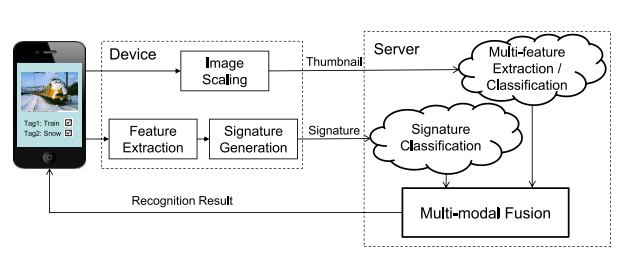 Device
Server
Image
Scaling
Thumbnail
Multi-feature
Extraction /
Classification
Tag1: Train
Tag2: Snow
Feature
Extraction
Signature
Generation
Signature
Signature
Classification
Recognition Result
Multi-modal Fusion